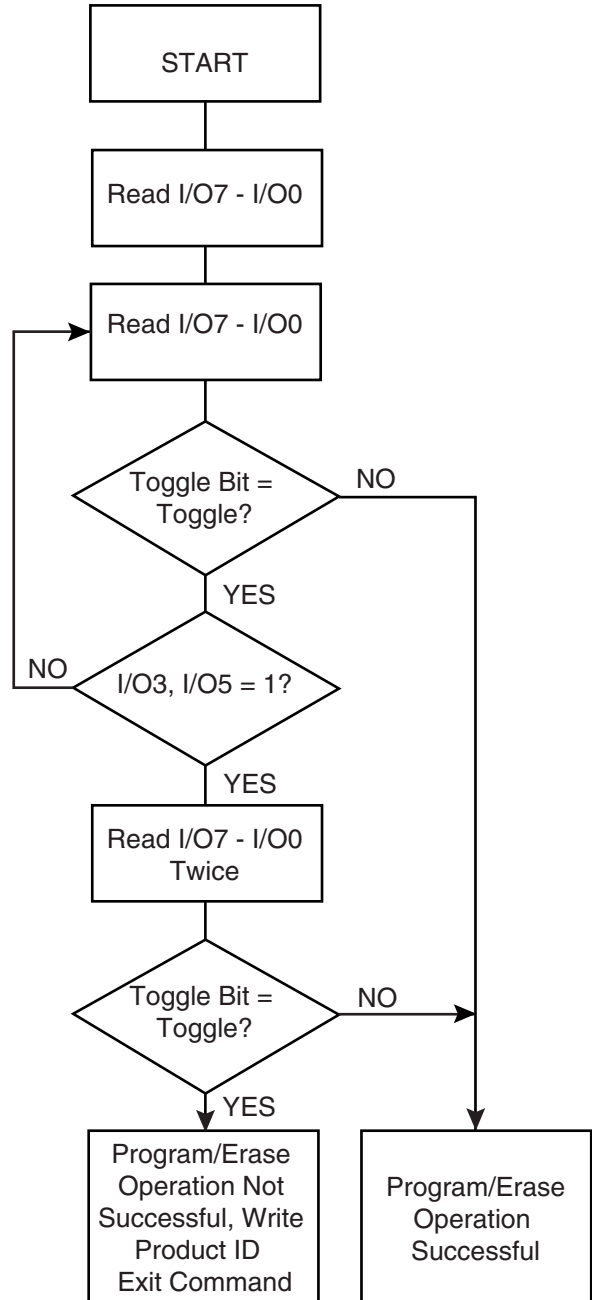 START
Read I/O7 - I/O0
Read I/O7 - I/O0
Toggle Bit =
Toggle?
NO
YES
NO
I/O3, I/O5 = 1?
YES
Read I/O7 - I/O0
Twice
Toggle Bit =
Toggle?
NO
YES
Program/Erase
Operation Not
Successful, Write
Product ID
Exit Command
Program/Erase
Operation
Successful